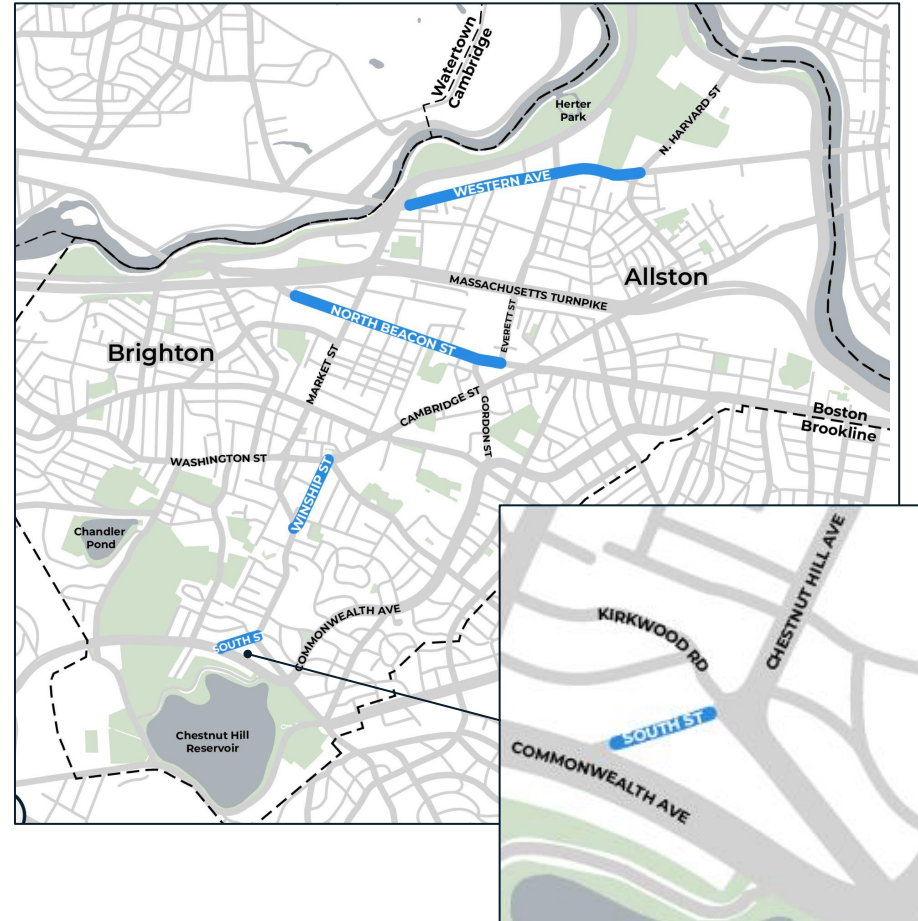 Watertown
Cambridge
Herter
Park
N. HARVARD ST
WESTERN AVE
Allston
MASSACHUSETTS TURNPIKE
NORTH BEACON ST
EVERETT ST
Brighton
MARKET ST
CAMBRIDGE ST
GORDON ST
Boston
Brookline
WASHINGTON ST
WINSHIP ST
Chandler
Pond
COMMONWEALTH AVE
SOUTH ST
Chestnut Hill
Reservoir
CHESTNUT HILL AVE
KIRKWOOD RD
SOUTH ST
COMMONWEALTH AVE